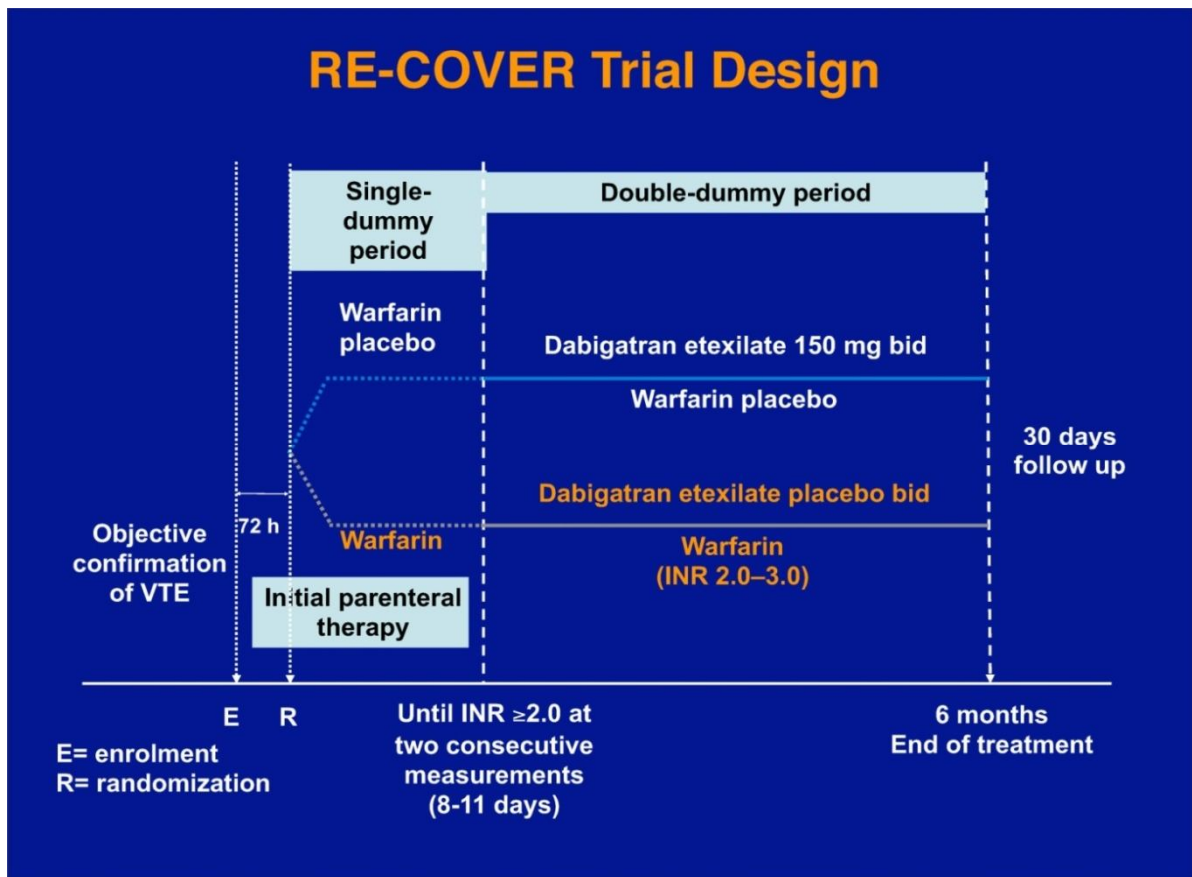 RE-COVER Trial Design
Single-
dummy
period
Double-dummy period
Warfarin
placebo
Dabigatran etexilate 150 mg bid
Warfarin placebo
30 days
follow up
Dabigatran etexilate placebo bid
72 h
Objective
confirmation
of VTE
Warfarin
Warfarin
(INR 2.0–3.0)
Initial parenteral
therapy
E R
Until INR ≥2.0 at
two consecutive
measurements
(8-11 days)
6 months
End of treatment
E= enrolment
R= randomization